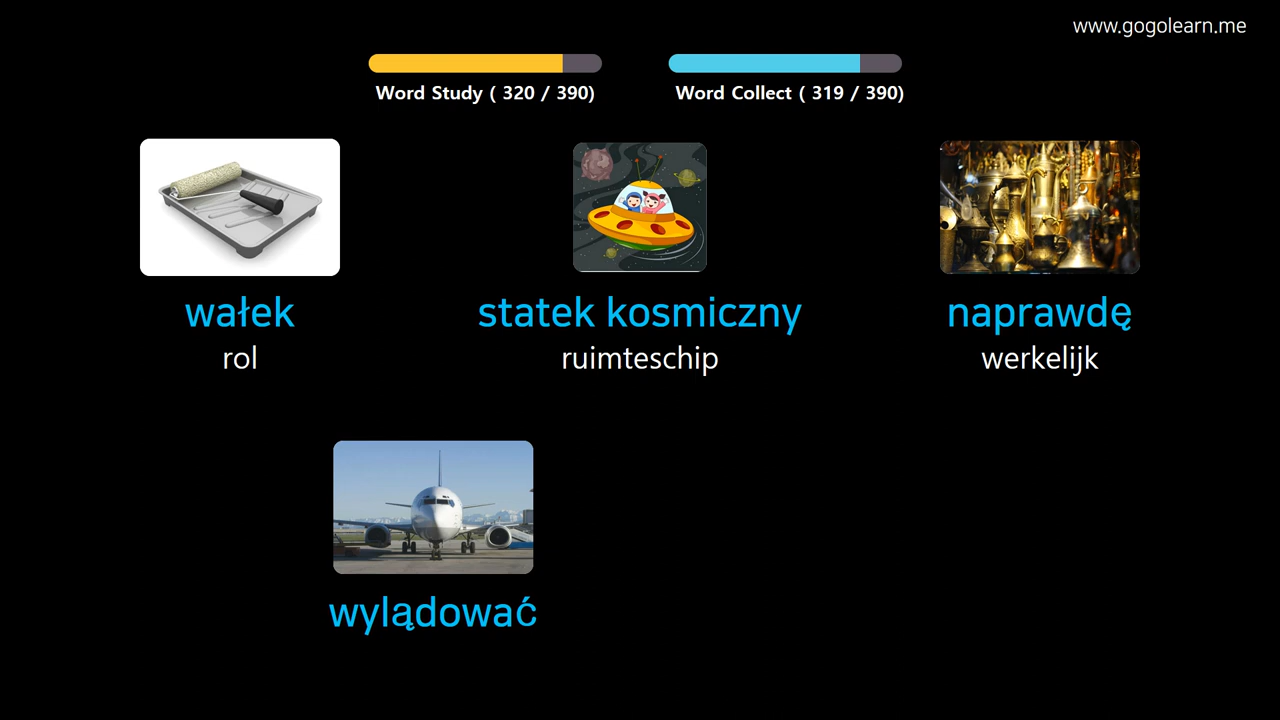 www.gogolearn.me
Word Study ( 320 / 390)
Word Collect ( 319 / 390)
wałek
rol
statek kosmiczny
ruimteschip
naprawdę
werkelijk
wylądować